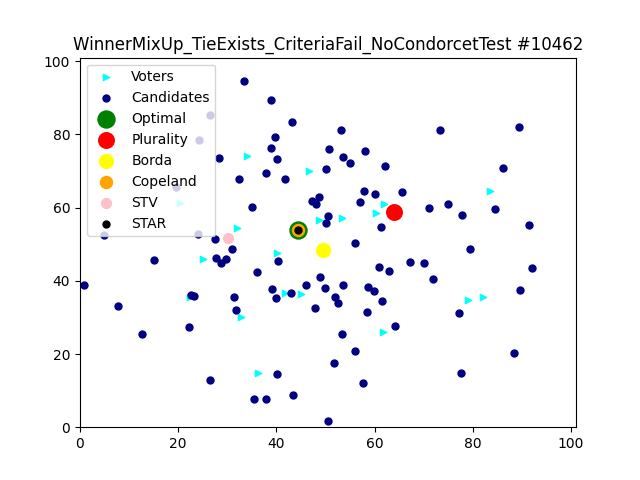 WinnerMixUp_TieExists_CriteriaFail_NoCondorcetTest #10462
100
80
60
40
20
0
Voters
Candidates
Optimal
Plurality
Borda
Copeland
STV
STAR
0
20
40
60
80
100